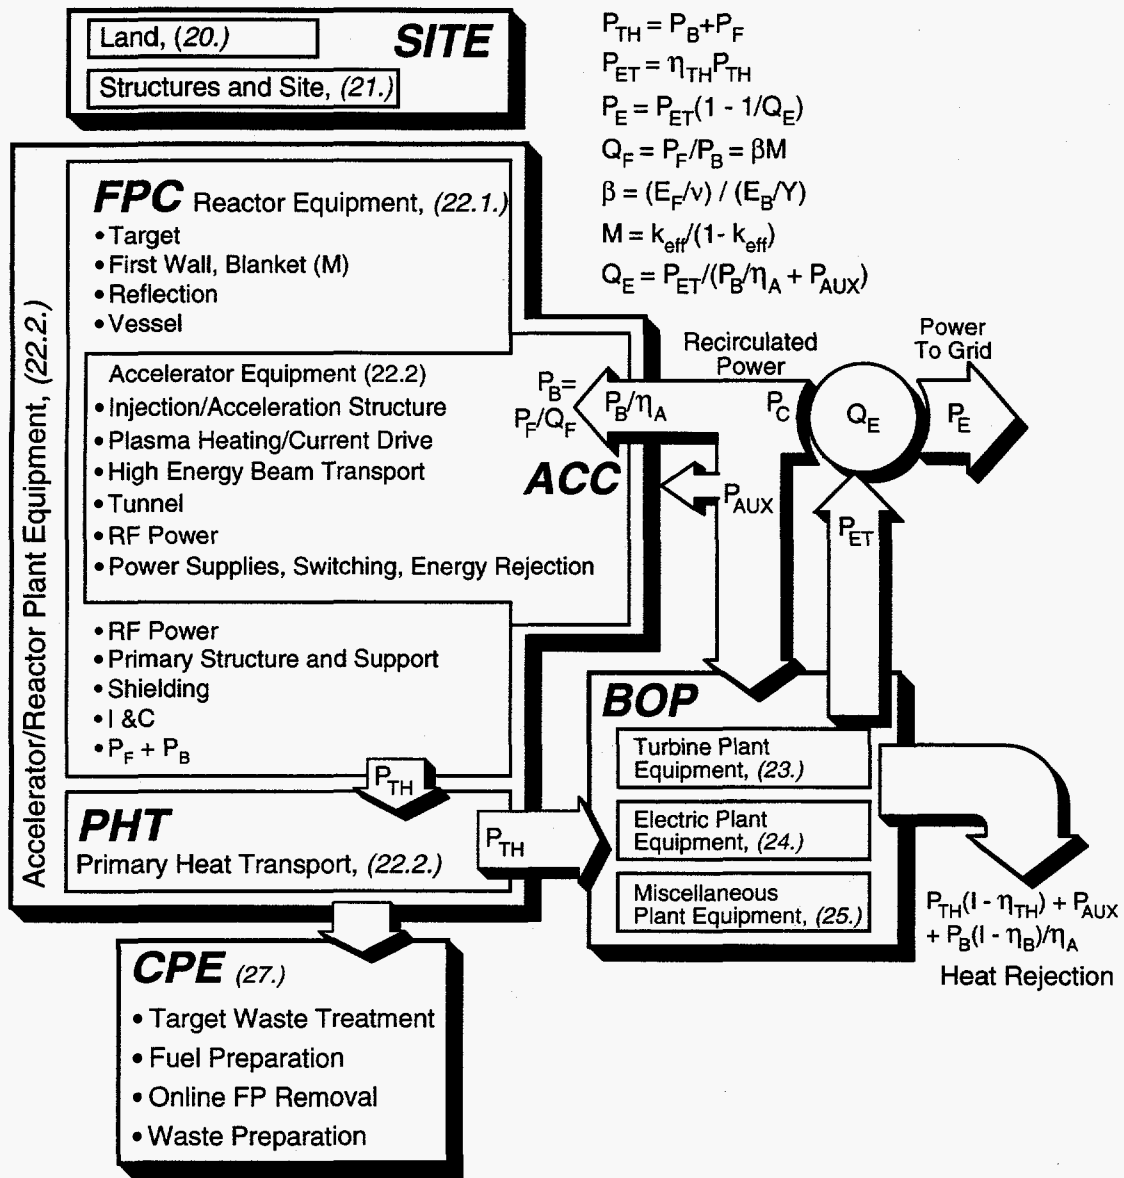 Land, (20.)
SITE
Structures and Site, (21.)
P_TH = P_B+P_F
P_ET = η_TH P_TH
P_E = P_ET(1 - 1/Q_E)
Q_F = P_F/P_B = βM
β = (E_F/ν) / (E_B/Y)
M = k_eff/(1- k_eff)
Q_E = P_ET/(P_B/η_A + P_AUX)
Accelerator/Reactor Plant Equipment, (22.2.)
FPC Reactor Equipment, (22.1.)
• Target
• First Wall, Blanket (M)
• Reflection
• Vessel
Accelerator Equipment (22.2)
• Injection/Acceleration Structure
• Plasma Heating/Current Drive
• High Energy Beam Transport
• Tunnel
• RF Power
• Power Supplies, Switching, Energy Rejection
ACC
P_B=
P_F/Q_F
P_B/η_A
Recirculated
Power
P_C
Q_E
Power
To Grid
P_E
P_AUX
P_ET
• RF Power
• Primary Structure and Support
• Shielding
• I &C
• P_F + P_B
P_TH
PHT
Primary Heat Transport, (22.2.)
P_TH
BOP
Turbine Plant
Equipment, (23.)
Electric Plant
Equipment, (24.)
Miscellaneous
Plant Equipment, (25.)
P_TH(I - η_TH) + P_AUX
+ P_B(I - η_B)/η_A
Heat Rejection
CPE (27.)
• Target Waste Treatment
• Fuel Preparation
• Online FP Removal
• Waste Preparation